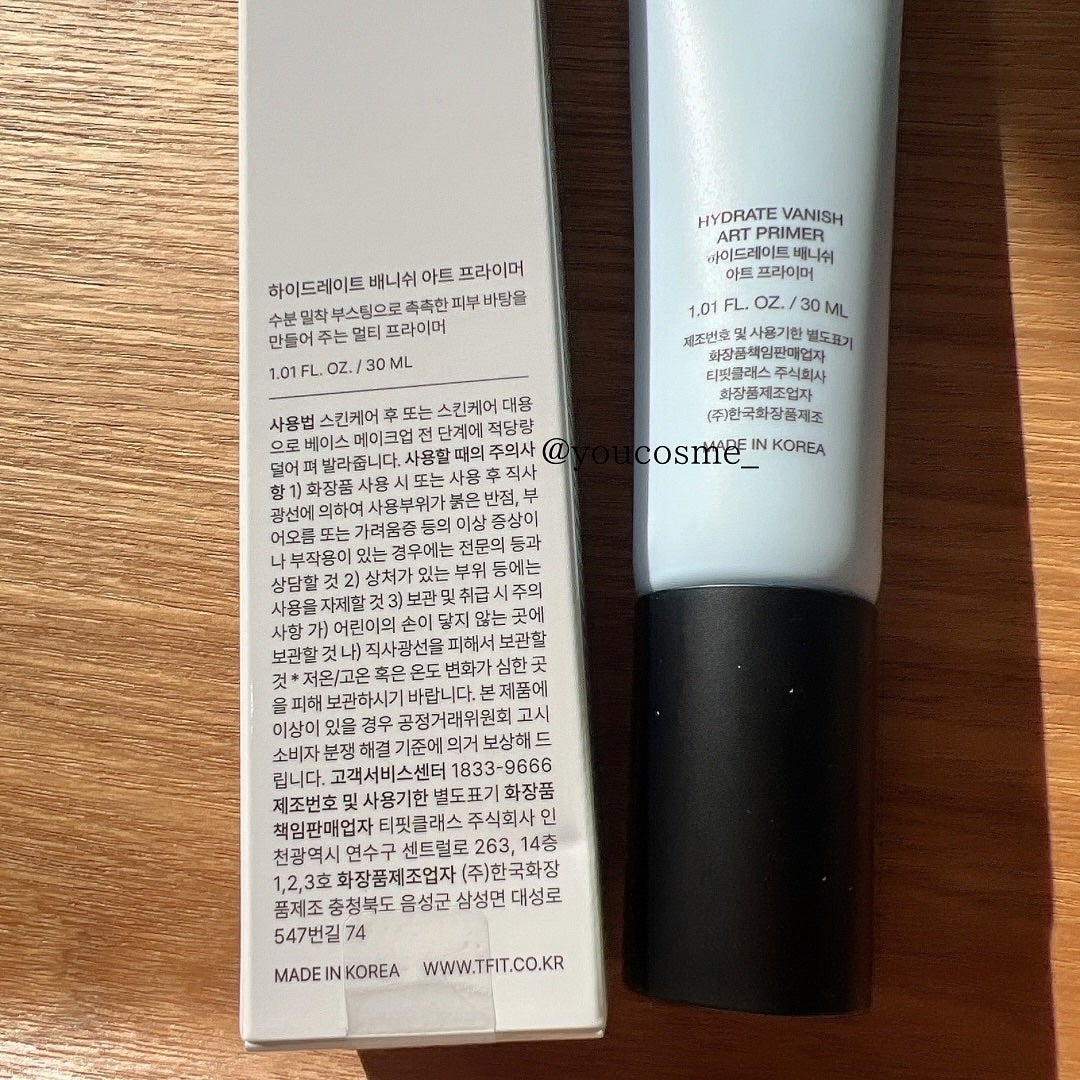 하이드레이트 배니쉬 아트 프라이머
수분 밀착 부스팅으로 촉촉한 피부 바탕을
만들어 주는 멀티 프라이머
1.01 FL. OZ. / 30 ML
사용법 스킨케어 후 또는 스킨케어 대용
으로 베이스 메이크업 전 단계에 적당량
덜어 펴 발라줍니다. 사용할 때의 주의사
항 1) 화장품 사용 시 또는 사용 후 직사
광선에 의하여 사용부위가 붉은 반점, 부
어오름 또는 가려움증 등의 이상 증상이
나 부작용이 있는 경우에는 전문의 등과
상담할 것 2) 상처가 있는 부위 등에는
사용을 자제할 것 3) 보관 및 취급 시 주의
사항 가) 어린이의 손이 닿지 않는 곳에
보관할 것 나) 직사광선을 피해서 보관할
것 * 저온/고온 혹은 온도 변화가 심한 곳
을 피해 보관하시기 바랍니다. 본 제품에
이상이 있을 경우 공정거래위원회 고시
소비자 분쟁 해결 기준에 의거 보상해 드
립니다. 고객서비스센터 1833-9666
제조번호 및 사용기한 별도표기 화장품
책임판매업자 티핏클래스 주식회사 인
천광역시 연수구 센트럴로 263, 14층
1,2,3호 화장품제조업자 (주)한국화장
품제조 충청북도 음성군 삼성면 대성로
547번길 74
MADE IN KOREA WWW.TFIT.CO.KR
HYDRATE VANISH
ART PRIMER
하이드레이트 배니쉬
아트 프라이머
1.01 FL. OZ. / 30 ML
제조번호 및 사용기한 별도표기
화장품책임판매업자
티핏클래스 주식회사
화장품제조업자
(주)한국화장품제조
MADE IN KOREA
@youcosme_